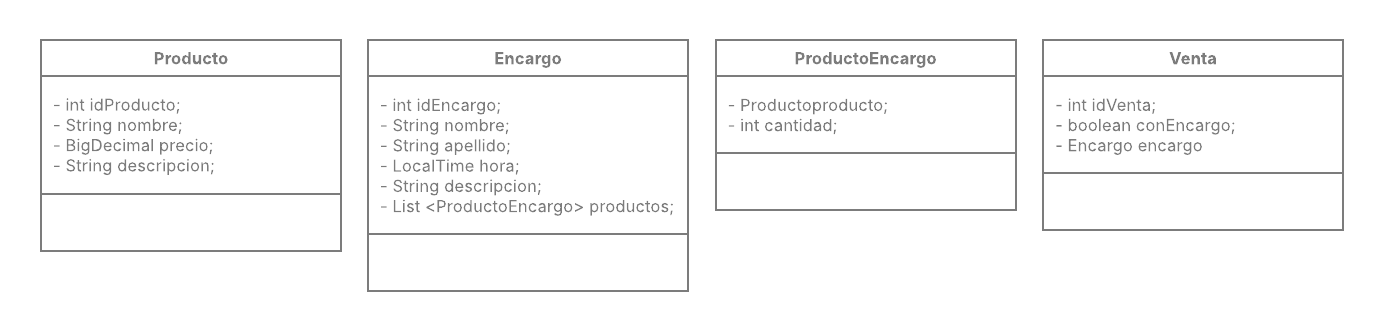 Producto
- int idProducto;
- String nombre;
- BigDecimal precio;
- String descripcion;
Encargo
- int idEncargo;
- String nombre;
- String apellido;
- LocalTime hora;
- String descripcion;
- List <ProductoEncargo> productos;
ProductoEncargo
- Productoproducto;
- int cantidad;
Venta
- int idVenta;
- boolean conEncargo;
- Encargo encargo